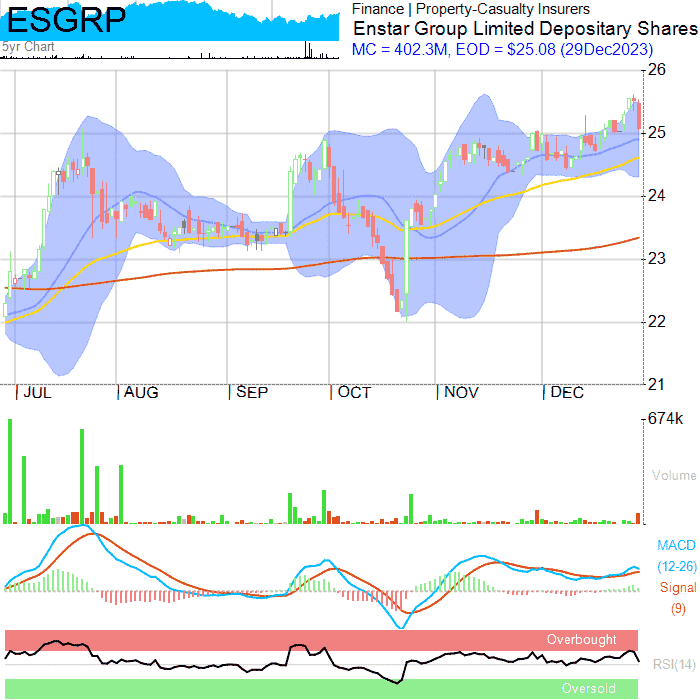 ESGRP
5yr Chart
Finance | Property-Casualty Insurers
Enstar Group Limited Depositary Shares
MC = 402.3M, EOD = $25.08 (29Dec2023)
26
25
24
23
22
21
JUL AUG SEP OCT NOV DEC
674k
Volume
MACD
(12-26)
Signal
(9)
Overbought
RSI(14)
Oversold